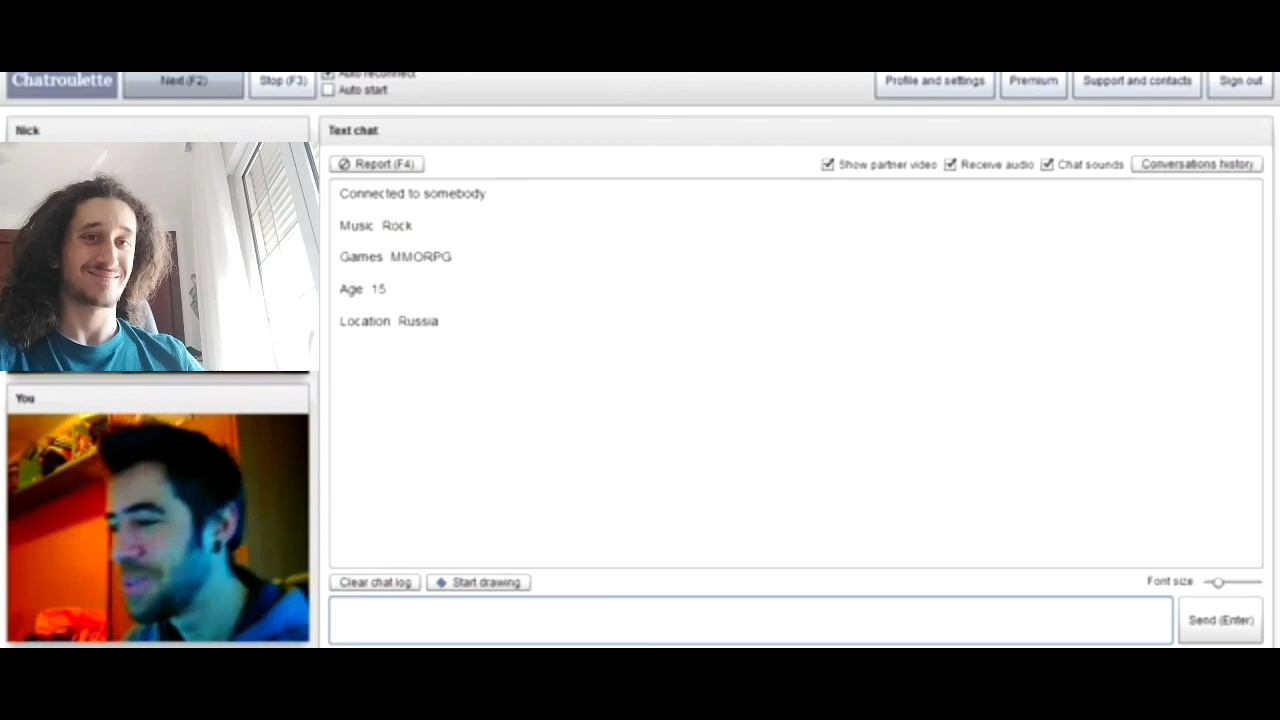 Chatroulette Next (F2) Stop (F3) Auto reconnect Profile and settings Premium Support and contacts Sign out
Auto start
Nick Text chat
Report (F4) Show partner video Receive audio Chat sounds Conversations history
Connected to somebody
Music Rock
Games MMORPG
Age 15
Location Russia
You
Clear chat log Start drawing Font size
Send (Enter)